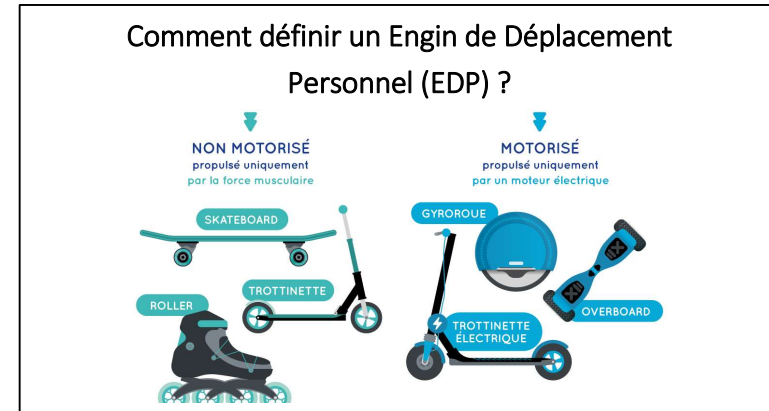 Comment définir un Engin de Déplacement
Personnel (EDP) ?
NON MOTORISÉ
propulsé uniquement
par la force musculaire
SKATEBOARD
TROTTINETTE
ROLLER
MOTORISÉ
propulsé uniquement
par un moteur électrique
GYROROUE
OVERBOARD
TROTTINETTE
ÉLECTRIQUE